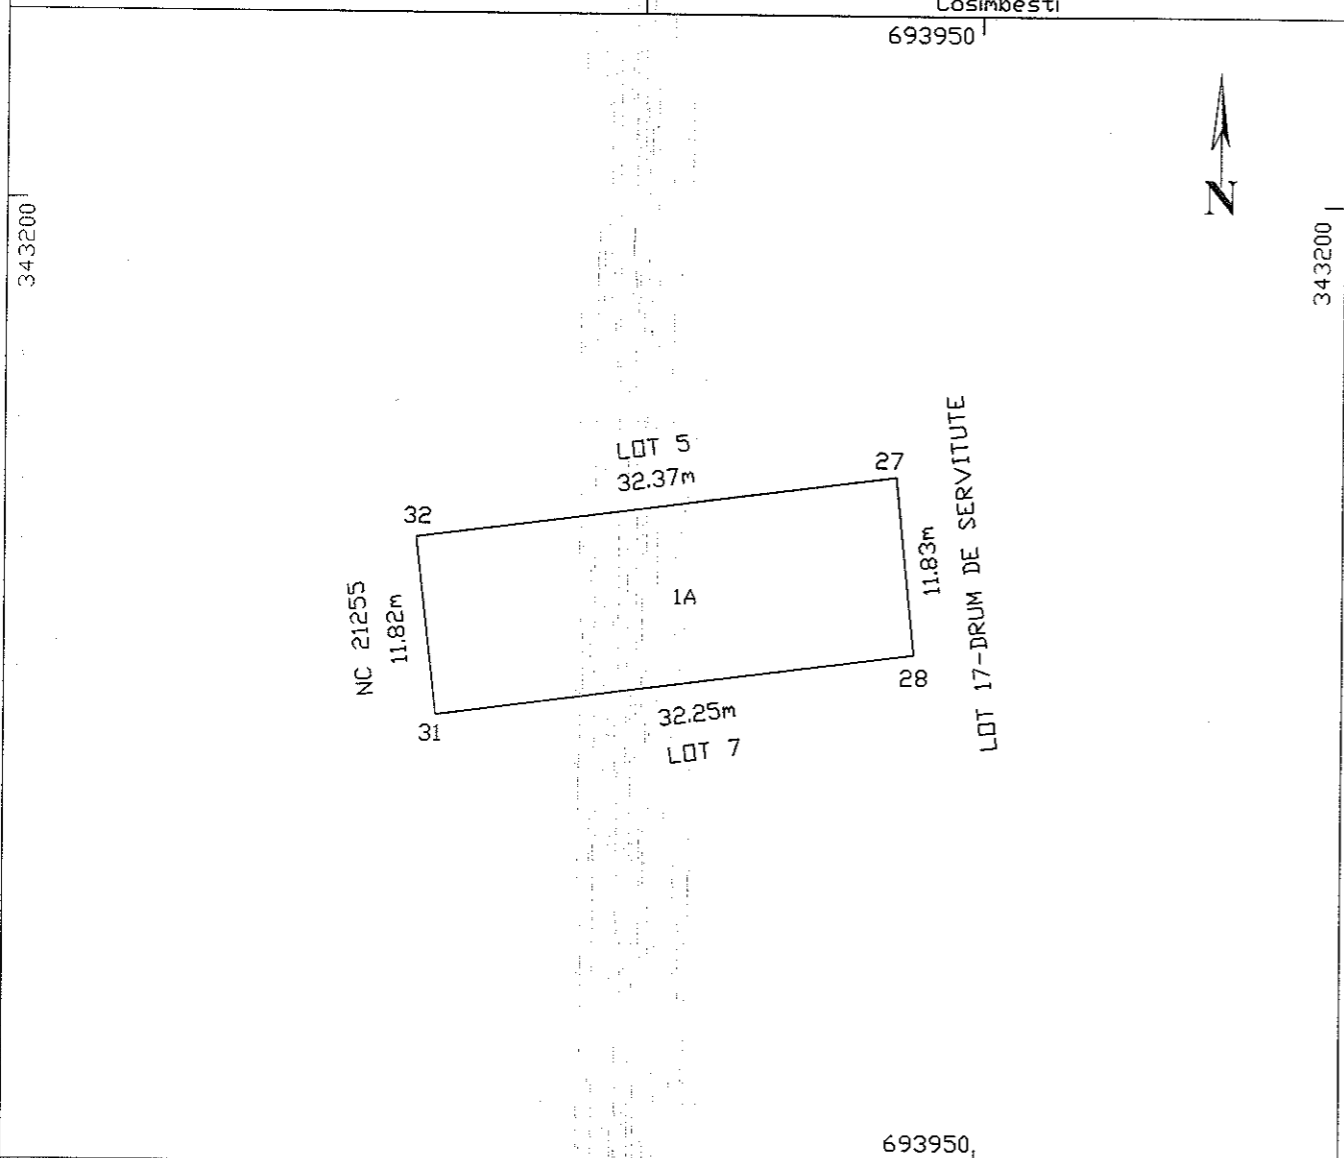 Cosimbesti
693950
N
343200
343200
LOT 5
32.37m
27
32
LOT 17-DRUM DE SERVITUTE
11.83m
NC 21255
11.82m
1A
28
31
32.25m
LOT 7
693950